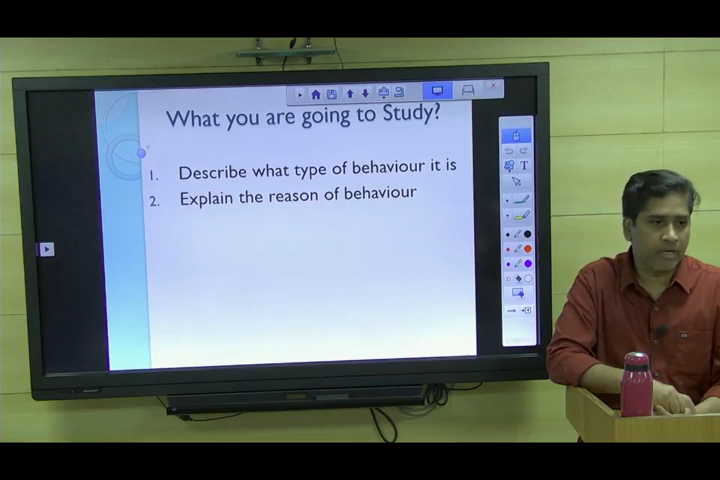 What you are going to Study?
1. Describe what type of behaviour it is
2. Explain the reason of behaviour
T